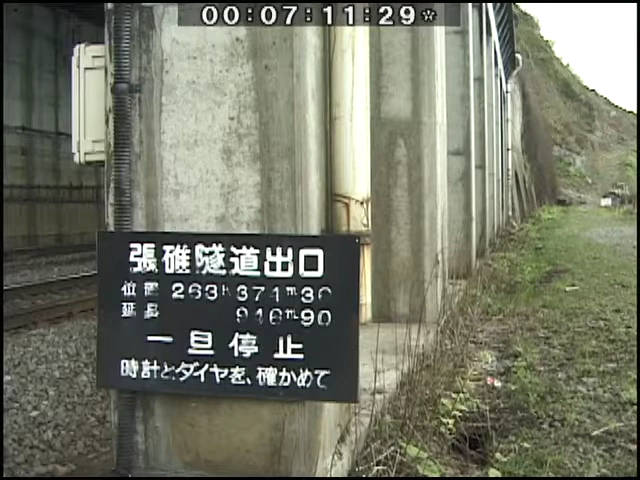 00:07:11:29*
張碓隧道出口
位置 263k371m30
延長 916m90
一旦停止
時計とダイヤを、確かめて